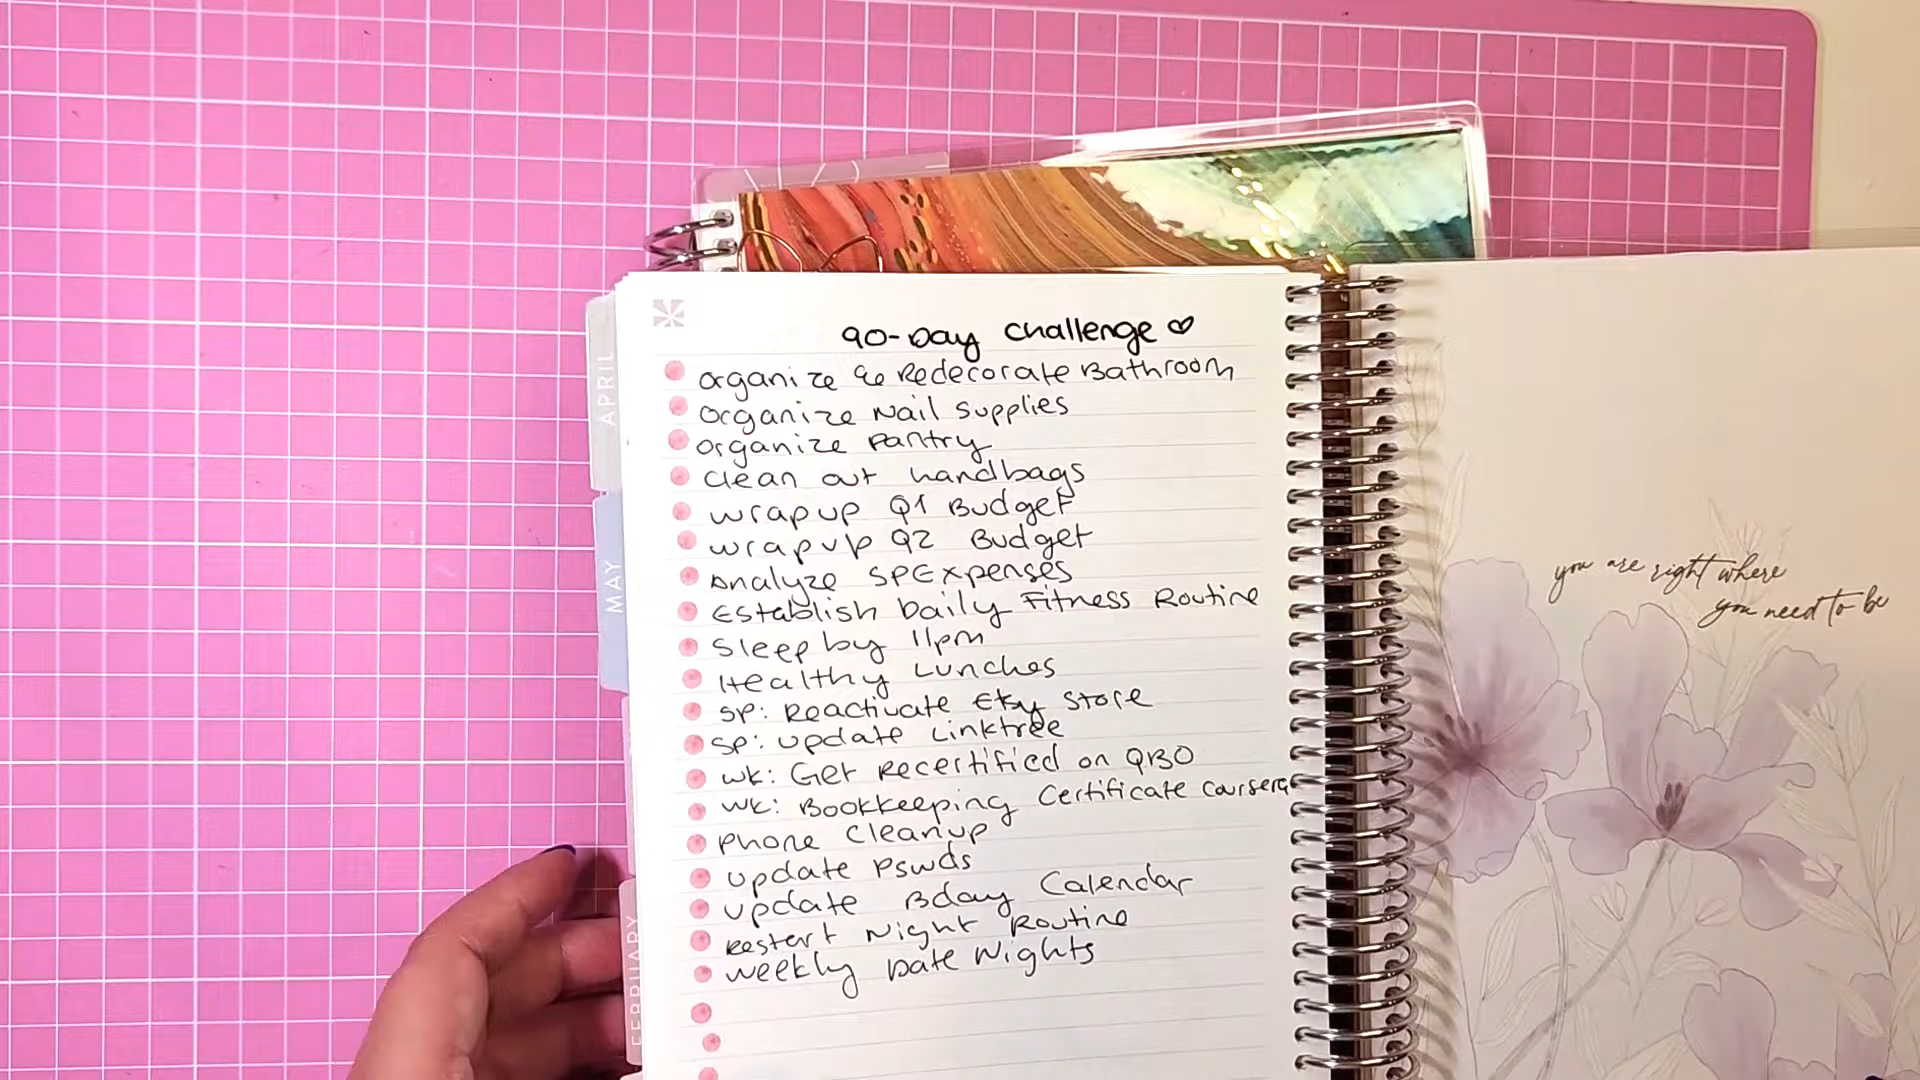 90-Day Challenge ♡
organize & Redecorate Bathroom
organize Nail Supplies
organize Pantry
clean out handbags
wrap up Q1 Budget
wrap up Q2 Budget
Analyze SP Expenses
Establish Daily Fitness Routine
Sleep by 11pm
Healthy Lunches
SP: Reactivate Etsy Store
SP: update Linktree
WK: Get Recertified on QBO
WK: Bookkeeping Certificate Coursera
Phone Cleanup
update Pswds
update Bday Calendar
Restart Night Routine
Weekly Date Nights
APRIL
MAY
FEBRUARY
you are right where
you need to be